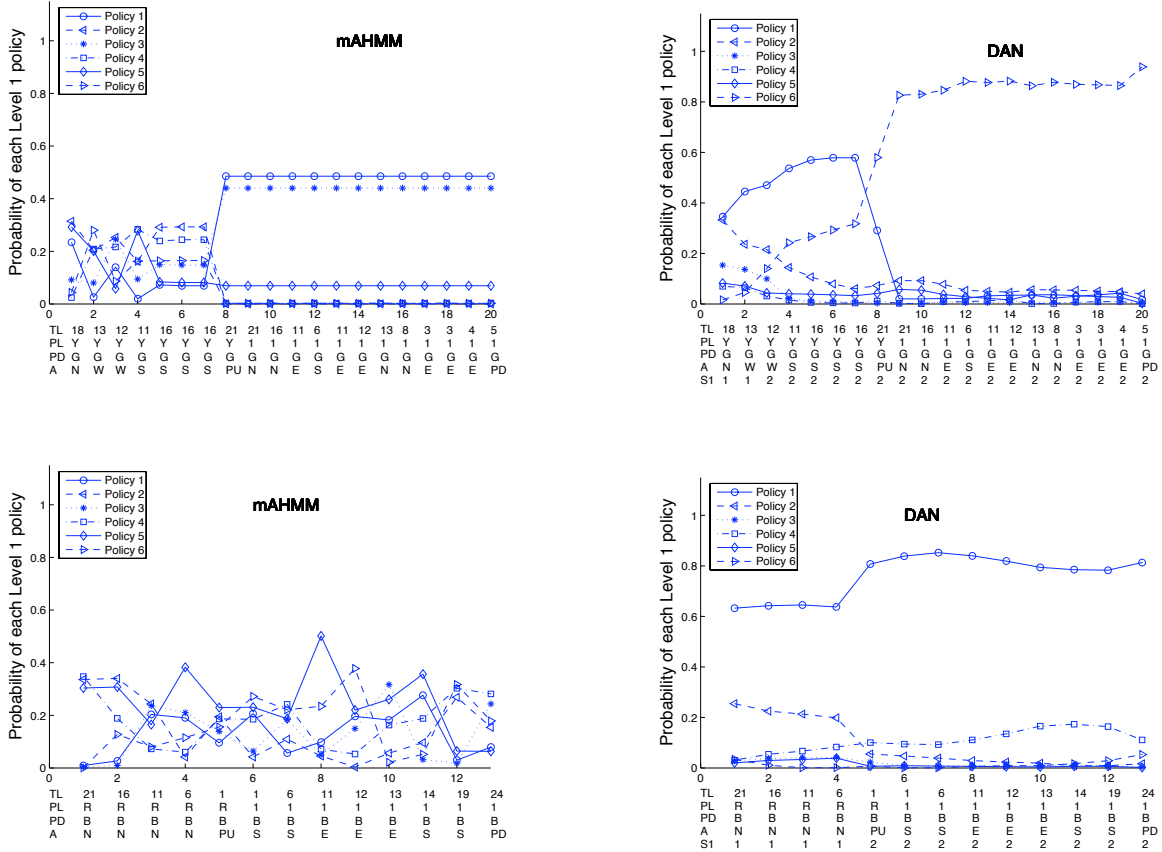 mAHMM
Policy 1
Policy 2
Policy 3
Policy 4
Policy 5
Policy 6
Probability of each Level 1 policy
1
0.8
0.6
0.4
0.2
0
0 2 4 6 8 10 12 14 16 18 20
TL 18 13 12 11 16 16 16 21 21 16 11 6 11 12 13 8 3 3 4 5
PL Y Y Y Y Y Y Y Y 1 1 1 1 1 1 1 1 1 1 1 1
PD G G G G G G G G G G G G G G G G G G G G
A N W W S S S S PU N N E S E E N N E E E PD
DAN
Policy 1
Policy 2
Policy 3
Policy 4
Policy 5
Policy 6
Probability of each Level 1 policy
1
0.8
0.6
0.4
0.2
0
0 2 4 6 8 10 12 14 16 18 20
TL 18 13 12 11 16 16 16 21 21 16 11 6 11 12 13 8 3 3 4 5
PL Y Y Y Y Y Y Y Y 1 1 1 1 1 1 1 1 1 1 1 1
PD G G G G G G G G G G G G G G G G G G G G
A N W W S S S S PU N N E S E E N N E E E PD
S1 1 1 2 2 2 2 2 2 2 2 2 2 2 2 2 2 2 2 2 2
mAHMM
Policy 1
Policy 2
Policy 3
Policy 4
Policy 5
Policy 6
Probability of each Level 1 policy
1
0.8
0.6
0.4
0.2
0
0 2 4 6 8 10 12
TL 21 16 11 6 1 1 6 11 12 13 14 19 24
PL R R R R R 1 1 1 1 1 1 1 1
PD B B B B B B B B B B B B B
A N N N N PU S S E E E S S PD
DAN
Policy 1
Policy 2
Policy 3
Policy 4
Policy 5
Policy 6
Probability of each Level 1 policy
1
0.8
0.6
0.4
0.2
0
0 2 4 6 8 10 12
TL 21 16 11 6 1 1 6 11 12 13 14 19 24
PL R R R R R 1 1 1 1 1 1 1 1
PD B B B B B B B B B B B B B
A N N N N PU S S E E E S S PD
S1 1 1 1 1 2 2 2 2 2 2 2 2 2